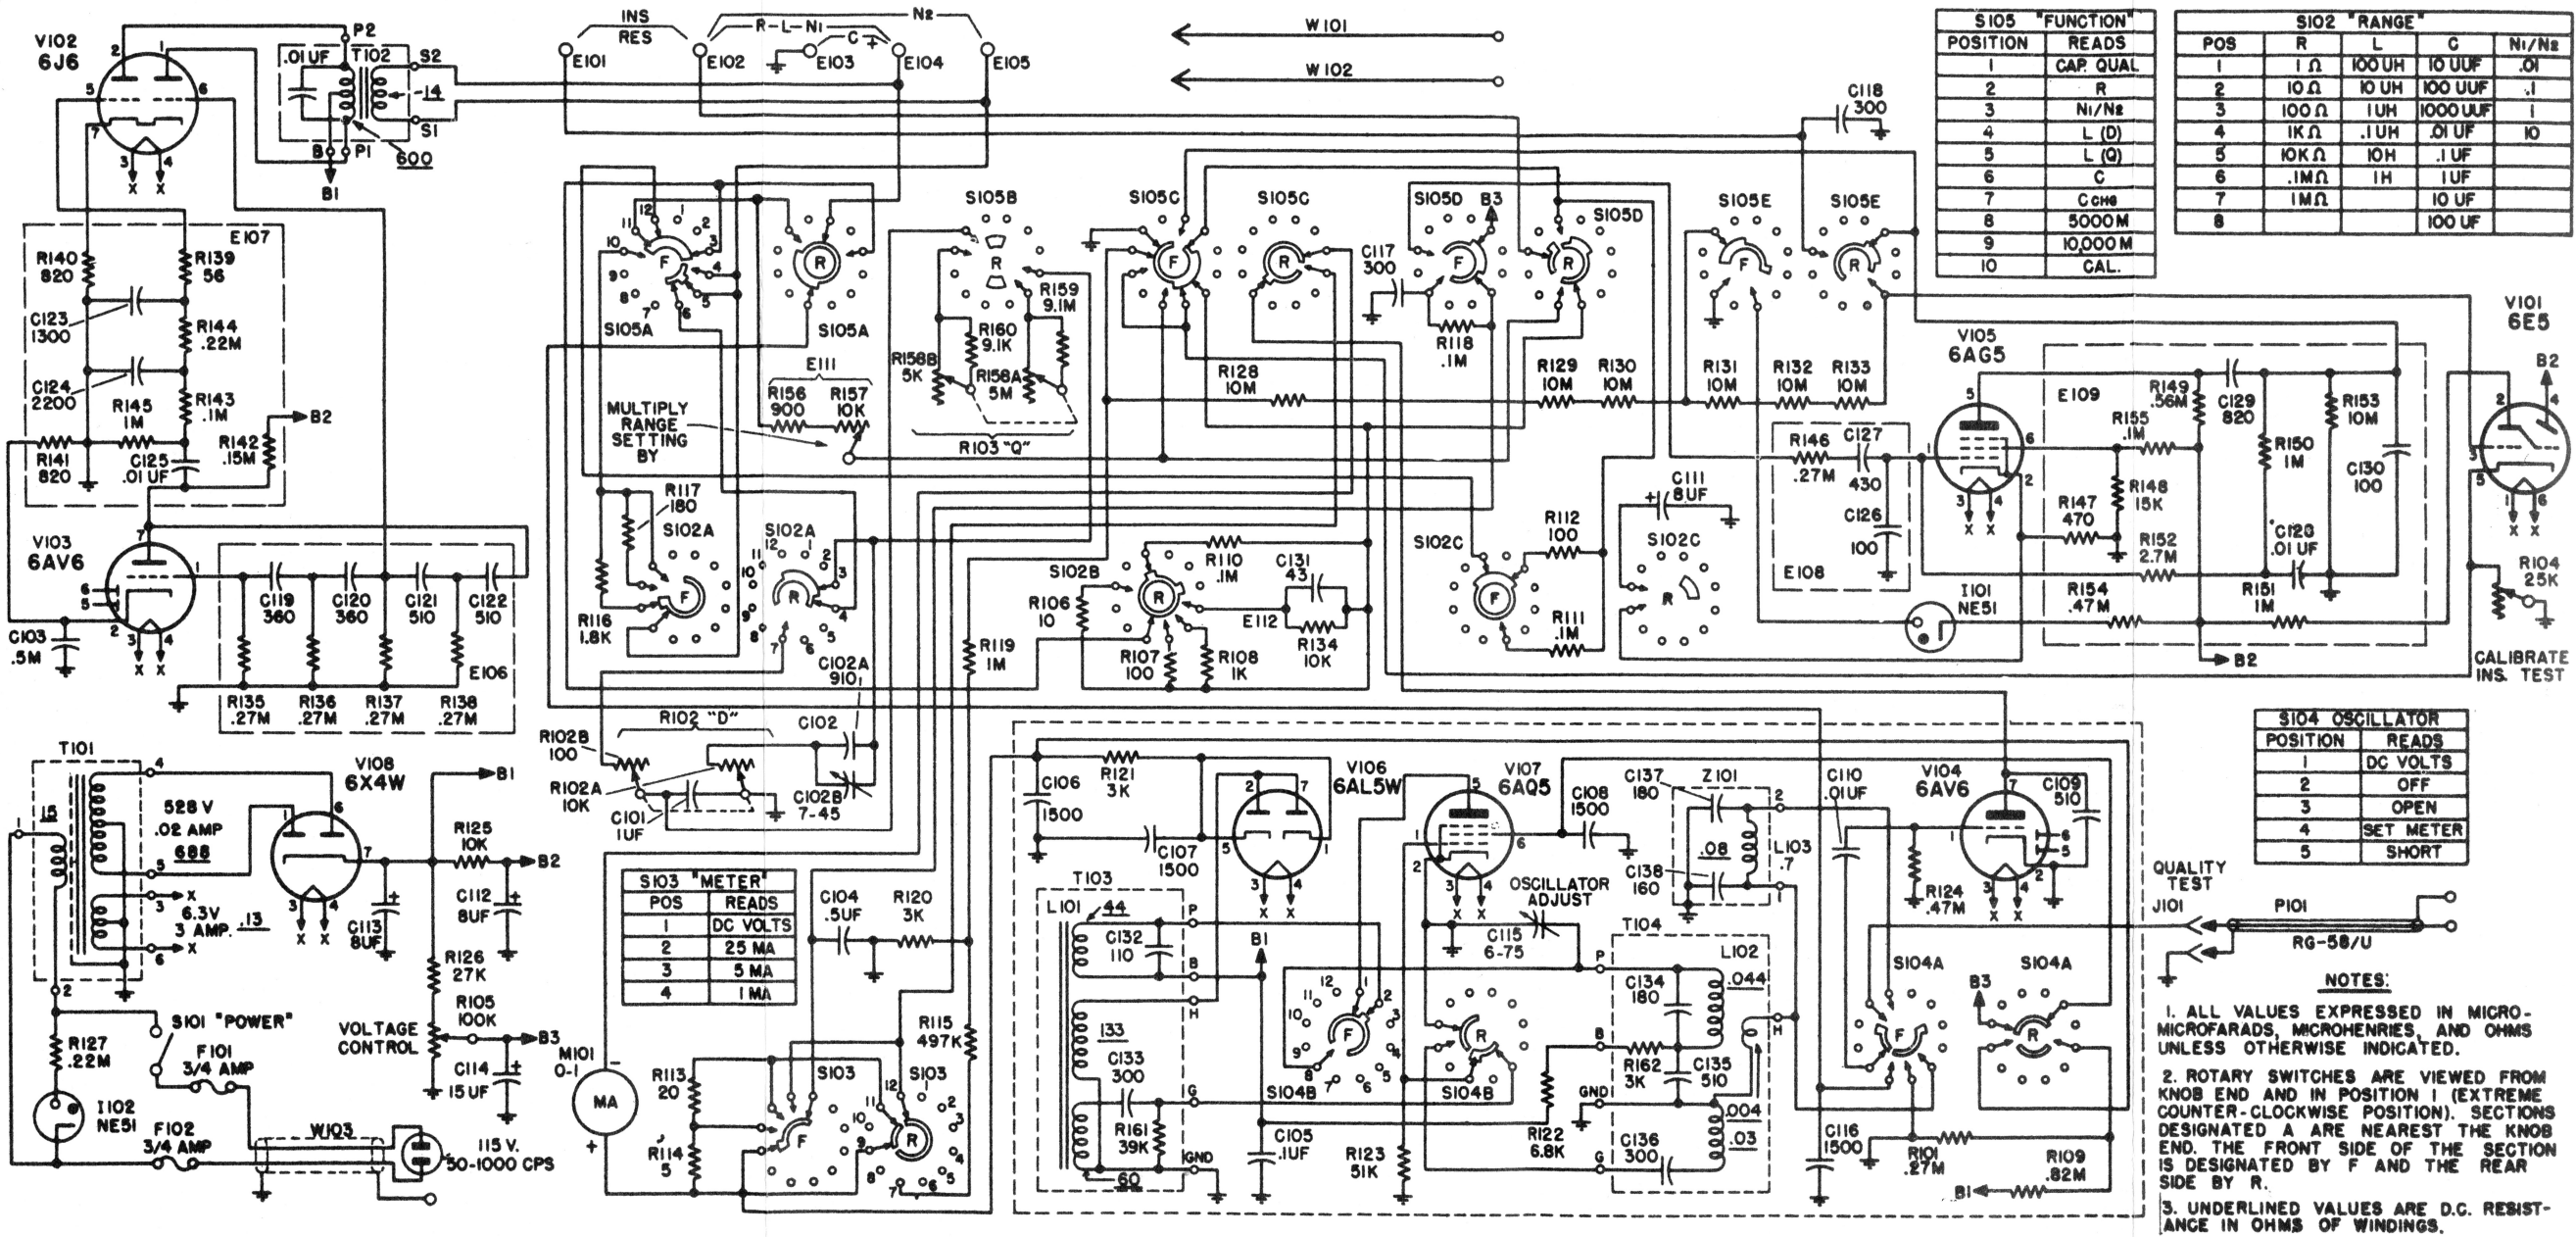 V102
6J6
.01 UF
T102
P2
S2
-14
S1
B
P1
600
B1
INS
RES
R-L-N1
C +
N2
E101
E102
E103
E104
E105
W101
W102
C118
300
S105 "FUNCTION"
POSITION READS
1 CAP. QUAL
2 R
3 N1/N2
4 L (D)
5 L (Q)
6 C
7 C CHG
8 5000 M
9 10,000 M
10 CAL.
S102 "RANGE"
POS R L C N1/N2
1 1 Ω 100 UH 10 UUF .01
2 10 Ω 10 UH 100 UUF .1
3 100 Ω 1 UH 1000 UUF 1
4 1K Ω .1 UH .01 UF 10
5 10K Ω 10H .1 UF
6 .1M Ω 1H 1 UF
7 1M Ω 10 UF
8 100 UF
E107
R140
820
R139
56
C123
1300
R144
.22M
C124
2200
R143
.1M
R145
1M
R142
.15M
B2
R141
820
C125
.01 UF
V103
6AV6
C103
.5M
C119
360
C120
360
C121
510
C122
510
E106
R135
.27M
R136
.27M
R137
.27M
R138
.27M
S105A
S105A
S105B
S105C
S105C
S105D
B3
S105D
S105E
S105E
C117
300
R118
.1M
R159
9.1M
R160
9.1K
R158B
5K
R158A
5M
R103 "Q"
E111
R156
900
R157
10K
MULTIPLY
RANGE
SETTING
BY
R128
10M
R129
10M
R130
10M
R131
10M
R132
10M
R133
10M
V105
6AG5
V101
6E5
B2
E109
R149
.56M
C129
820
R153
10M
R155
.1M
R150
1M
C130
100
R146
.27M
C127
430
C126
100
E108
R147
470
R148
15K
R152
2.7M
C128
.01 UF
R154
.47M
R151
1M
I101
NE51
B2
R104
25K
CALIBRATE
INS. TEST
R117
180
S102A
S102A
R116
1.8K
S102B
R110
.1M
C131
43
R106
10
E112
R134
10K
R107
100
R108
1K
R119
1M
S102C
R112
100
R111
.1M
C111
8UF
S102C
C102A
910
R102 "D"
R102B
100
R102A
10K
C101
1UF
C102
C102B
7-45
T101
15
528 V
.02 AMP
688
6.3V
3 AMP.
.13
V108
6X4W
B1
R125
10K
B2
C112
8UF
C113
8UF
R126
27K
R105
100K
VOLTAGE
CONTROL
B3
C114
15 UF
S101 "POWER"
R127
.22M
F101
3/4 AMP
I102
NE51
F102
3/4 AMP
W103
115 V.
50-1000 CPS
S103 "METER"
POS READS
1 DC VOLTS
2 25 MA
3 5 MA
4 1 MA
C104
.5UF
R120
3K
R115
497K
M101
0-1
MA
R113
20
R114
5
S103
S103
C106
1500
R121
3K
C107
1500
V106
6AL5W
V107
6AQ5
C108
1500
C137
180
Z101
.08
L103
.7
C138
160
C110
.01 UF
V104
6AV6
C109
510
R124
.47M
T103
L101
44
C132
110
133
C133
300
R161
39K
60
P
B
H
G
GND
B1
C105
.1UF
OSCILLATOR
ADJUST
C115
6-75
S104B
S104B
R123
51K
R122
6.8K
T104
L102
C134
180
.044
R162
3K
C135
510
.004
.03
C136
300
P
B
GND
G
H
C116
1500
S104A
B3
S104A
R101
.27M
R109
.82M
B1
S104 OSCILLATOR
POSITION READS
1 DC VOLTS
2 OFF
3 OPEN
4 SET METER
5 SHORT
QUALITY
TEST
J101
P101
RG-58/U
NOTES:
1. ALL VALUES EXPRESSED IN MICRO-
MICROFARADS, MICROHENRIES, AND OHMS
UNLESS OTHERWISE INDICATED.
2. ROTARY SWITCHES ARE VIEWED FROM
KNOB END AND IN POSITION 1 (EXTREME
COUNTER-CLOCKWISE POSITION). SECTIONS
DESIGNATED A ARE NEAREST THE KNOB
END. THE FRONT SIDE OF THE SECTION
IS DESIGNATED BY F AND THE REAR
SIDE BY R.
3. UNDERLINED VALUES ARE D.C. RESIST-
ANCE IN OHMS OF WINDINGS.